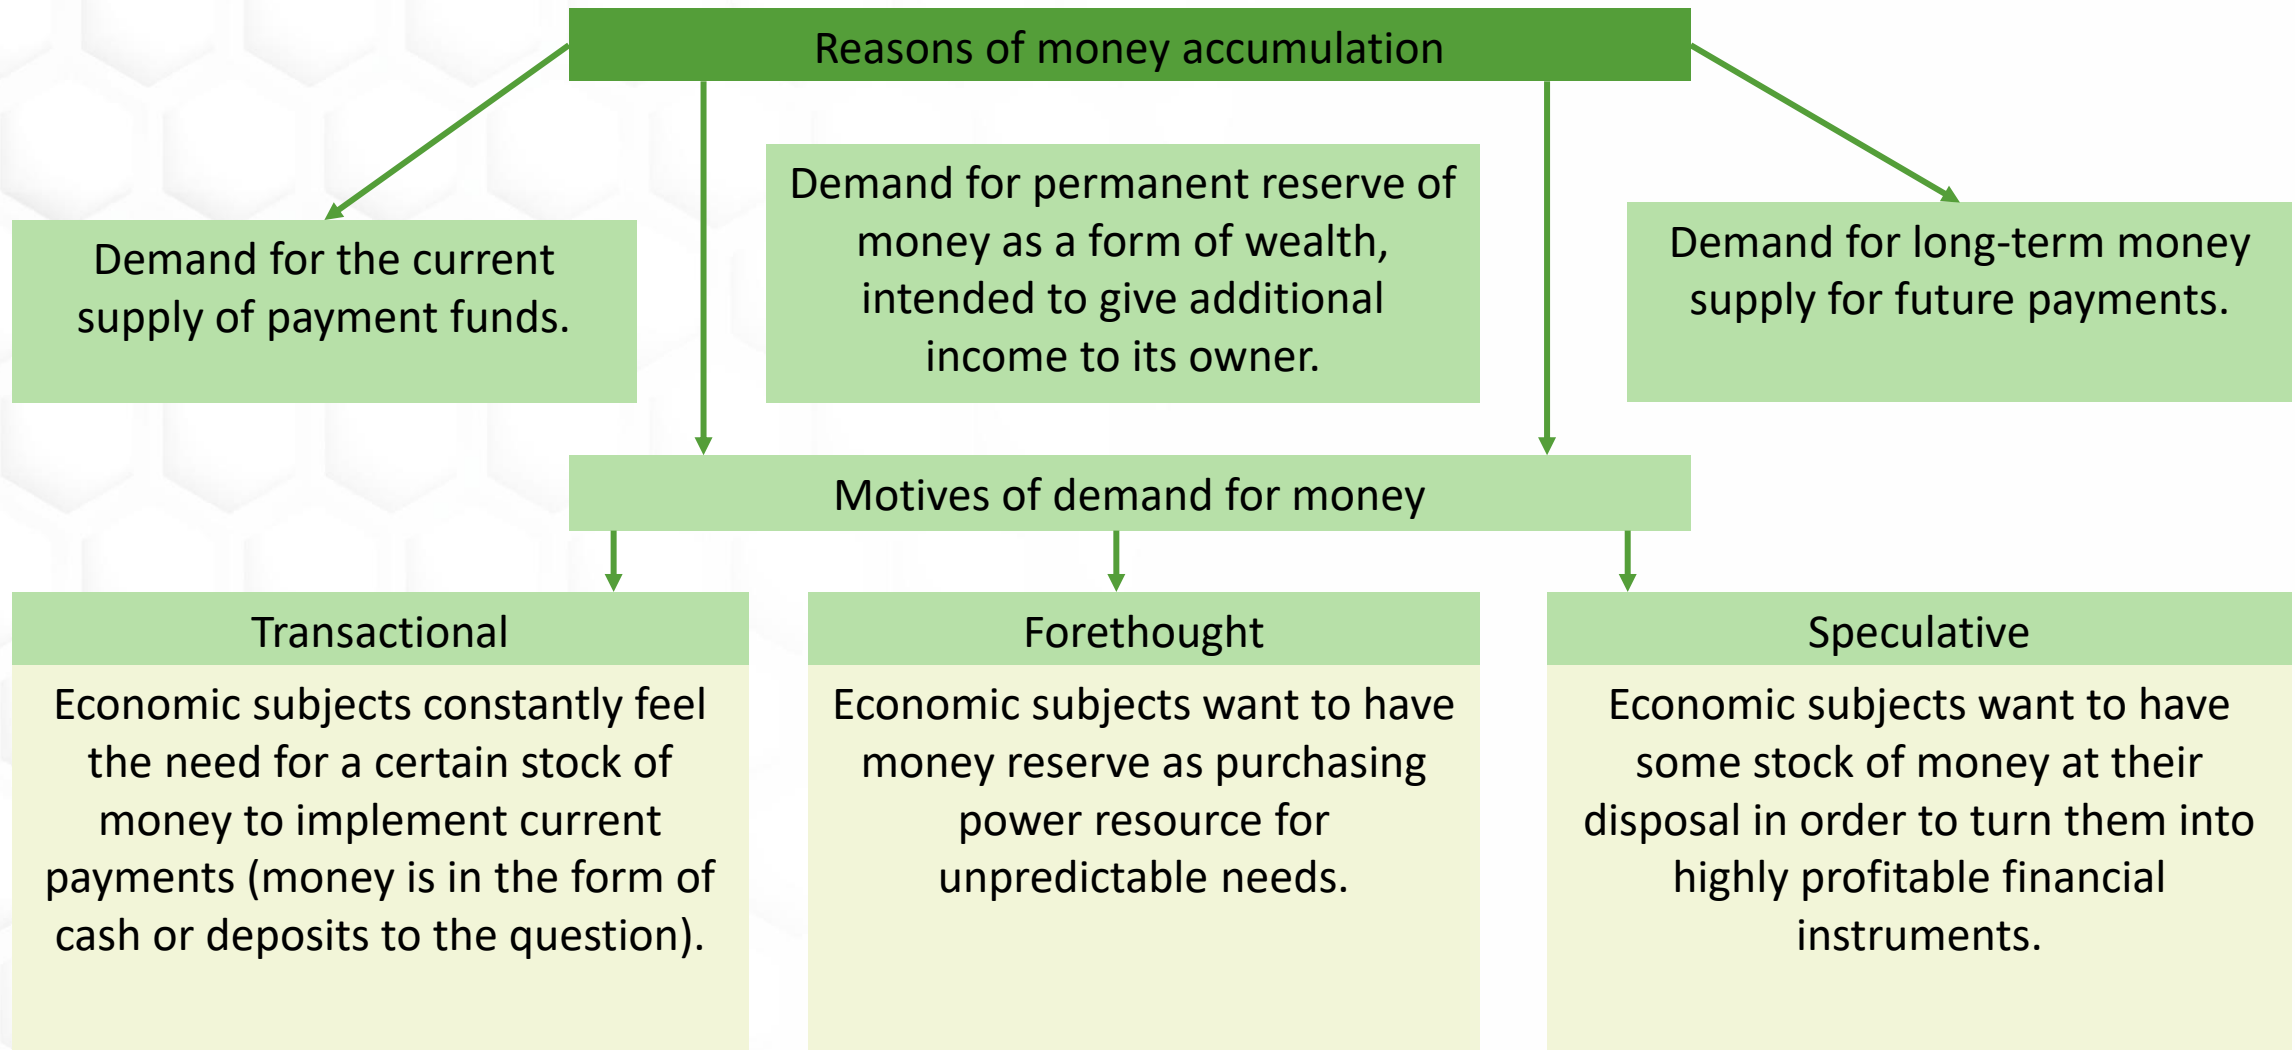 Reasons of money accumulation
Demand for the current
supply of payment funds.
Demand for permanent reserve of
money as a form of wealth,
intended to give additional
income to its owner.
Demand for long-term money
supply for future payments.
Motives of demand for money
Transactional
Economic subjects constantly feel
the need for a certain stock of
money to implement current
payments (money is in the form of
cash or deposits to the question).
Forethought
Economic subjects want to have
money reserve as purchasing
power resource for
unpredictable needs.
Speculative
Economic subjects want to have
some stock of money at their
disposal in order to turn them into
highly profitable financial
instruments.